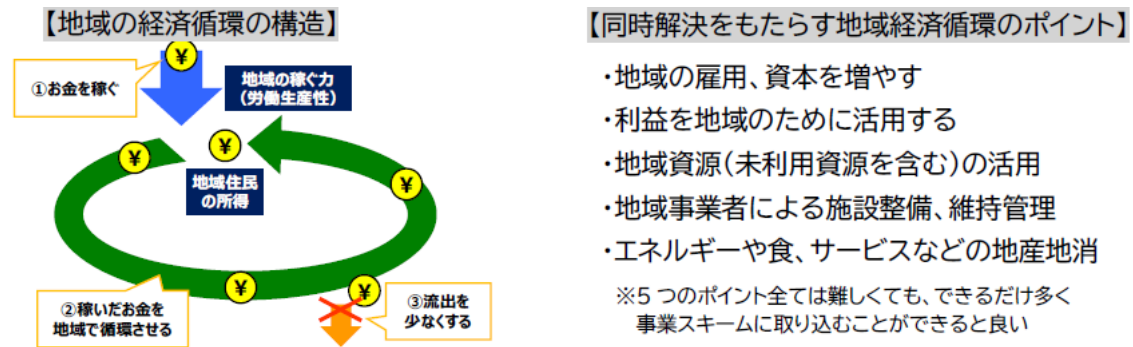 【地域の経済循環の構造】
¥
①お金を稼ぐ
地域の稼ぐ力
(労働生産性)
¥
¥
地域住民
の所得
¥
¥
¥
②稼いだお金を
地域で循環させる
③流出を
少なくする
【同時解決をもたらす地域経済循環のポイント】
・地域の雇用、資本を増やす
・利益を地域のために活用する
・地域資源(未利用資源を含む)の活用
・地域事業者による施設整備、維持管理
・エネルギーや食、サービスなどの地産地消
※5 つのポイント全ては難しくても、できるだけ多く
事業スキームに取り込むことができると良い